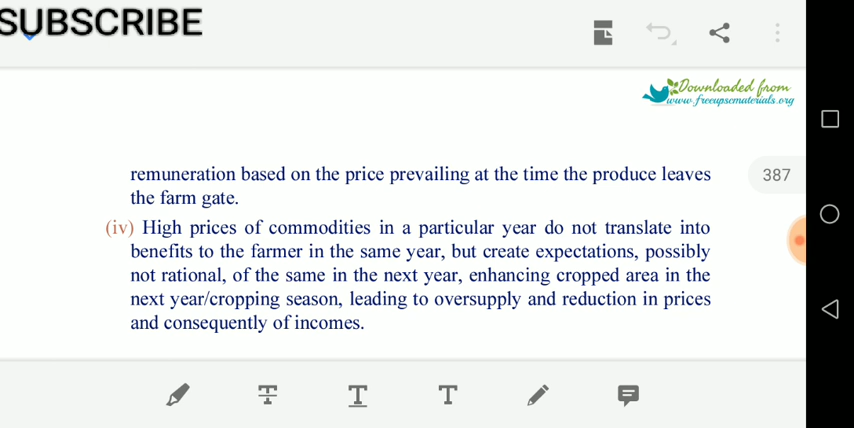 SUBSCRIBE
Downloaded from
www.freeupscmaterials.org
remuneration based on the price prevailing at the time the produce leaves
387
the farm gate.
(iv) High prices of commodities in a particular year do not translate into
benefits to the farmer in the same year, but create expectations, possibly
not rational, of the same in the next year, enhancing cropped area in the
next year/cropping season, leading to oversupply and reduction in prices
and consequently of incomes.
T T T